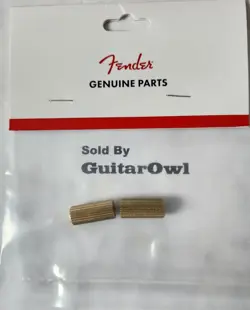 Fender
GENUINE PARTS
Sold By
GuitarOwl